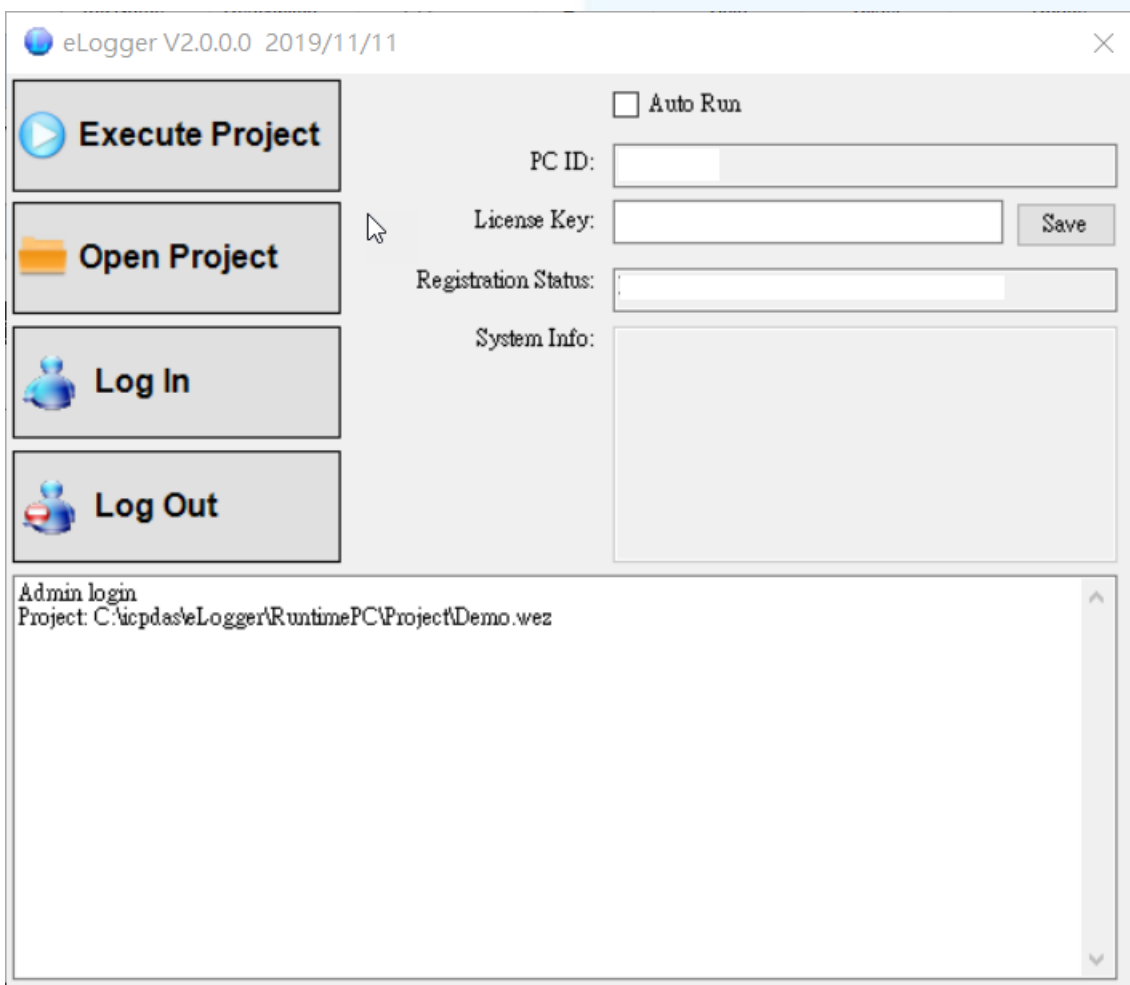 eLogger V2.0.0.0 2019/11/11
Execute Project
Open Project
Log In
Log Out
Auto Run
PC ID:
License Key:
Save
Registration Status:
System Info:
Admin login
Project: C:\icpdas\eLogger\RuntimePC\Project\Demo.wez